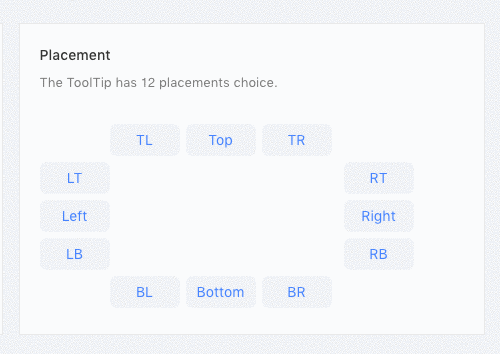 Placement
The ToolTip has 12 placements choice.
TL Top TR
LT RT
Left Right
LB RB
BL Bottom BR